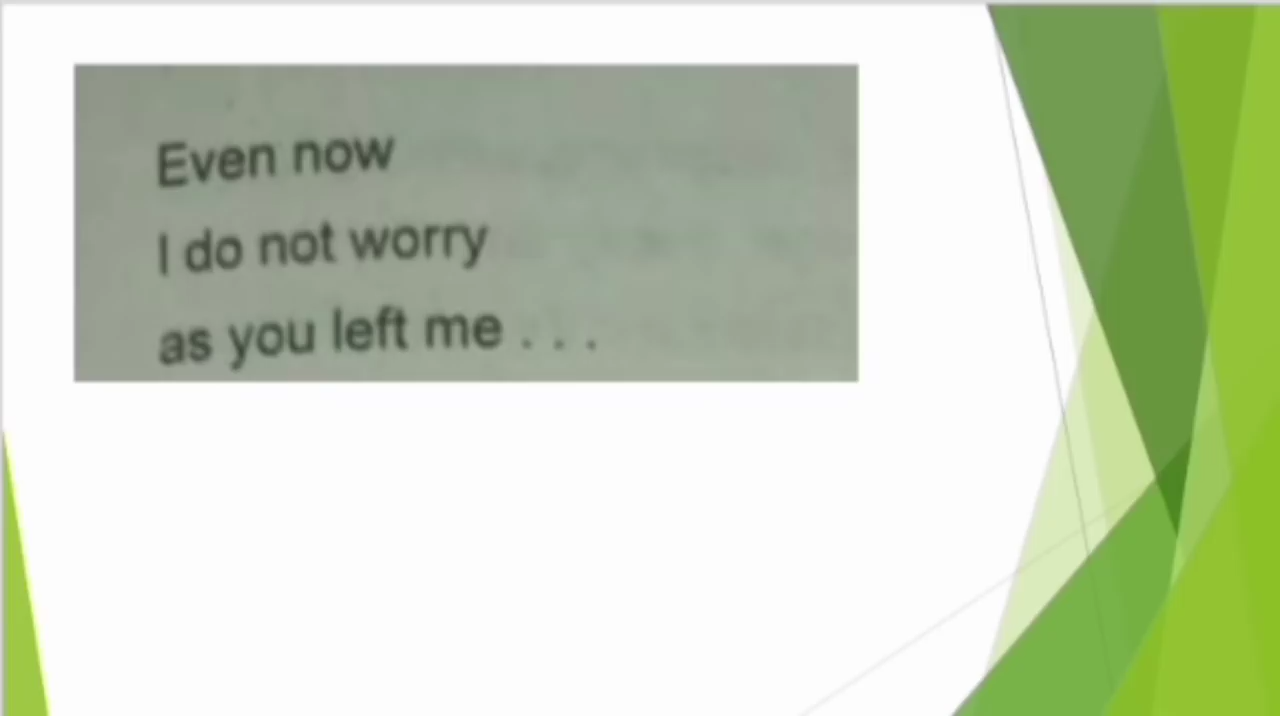 Even now
I do not worry
as you left me . . .